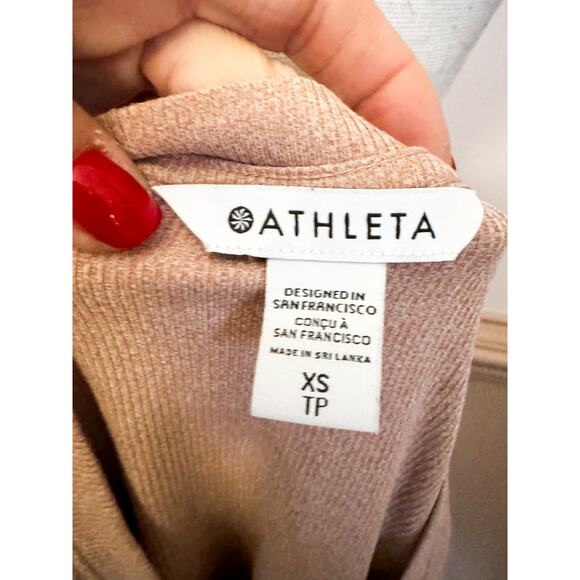 ATHLETA
DESIGNED IN
SAN FRANCISCO
CONÇU À
SAN FRANCISCO
MADE IN SRI LANKA
XS
TP